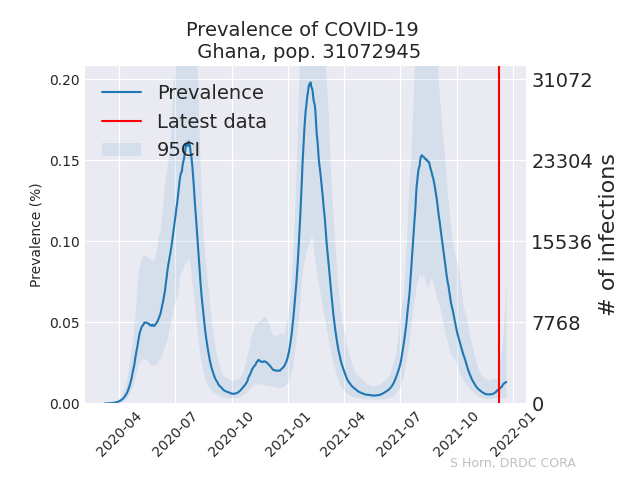 Prevalence of COVID-19
Ghana, pop. 31072945
Prevalence
Latest data
95CI
Prevalence (%)
0.20
0.15
0.10
0.05
0.00
31072
23304
15536
7768
0
# of infections
2020-04
2020-07
2020-10
2021-01
2021-04
2021-07
2021-10
2022-01
S Horn, DRDC CORA